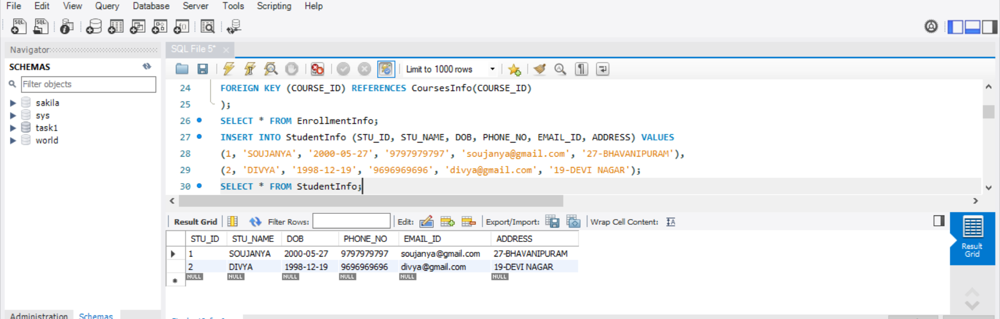 File Edit View Query Database Server Tools Scripting Help
SQL SQL
Navigator
SCHEMAS
Filter objects
sakila
sys
task1
world
Administration Schemas
SQL File 5* ×
Limit to 1000 rows
24 FOREIGN KEY (COURSE_ID) REFERENCES CoursesInfo(COURSE_ID)
25 );
26 SELECT * FROM EnrollmentInfo;
27 INSERT INTO StudentInfo (STU_ID, STU_NAME, DOB, PHONE_NO, EMAIL_ID, ADDRESS) VALUES
28 (1, 'SOUJANYA', '2000-05-27', '9797979797', 'soujanya@gmail.com', '27-BHAVANIPURAM'),
29 (2, 'DIVYA', '1998-12-19', '9696969696', 'divya@gmail.com', '19-DEVI NAGAR');
30 SELECT * FROM StudentInfo;
Result Grid Filter Rows: Edit: Export/Import: Wrap Cell Content:
STU_ID STU_NAME DOB PHONE_NO EMAIL_ID ADDRESS
1 SOUJANYA 2000-05-27 9797979797 soujanya@gmail.com 27-BHAVANIPURAM
2 DIVYA 1998-12-19 9696969696 divya@gmail.com 19-DEVI NAGAR
NULL NULL NULL NULL NULL NULL
Result
Grid